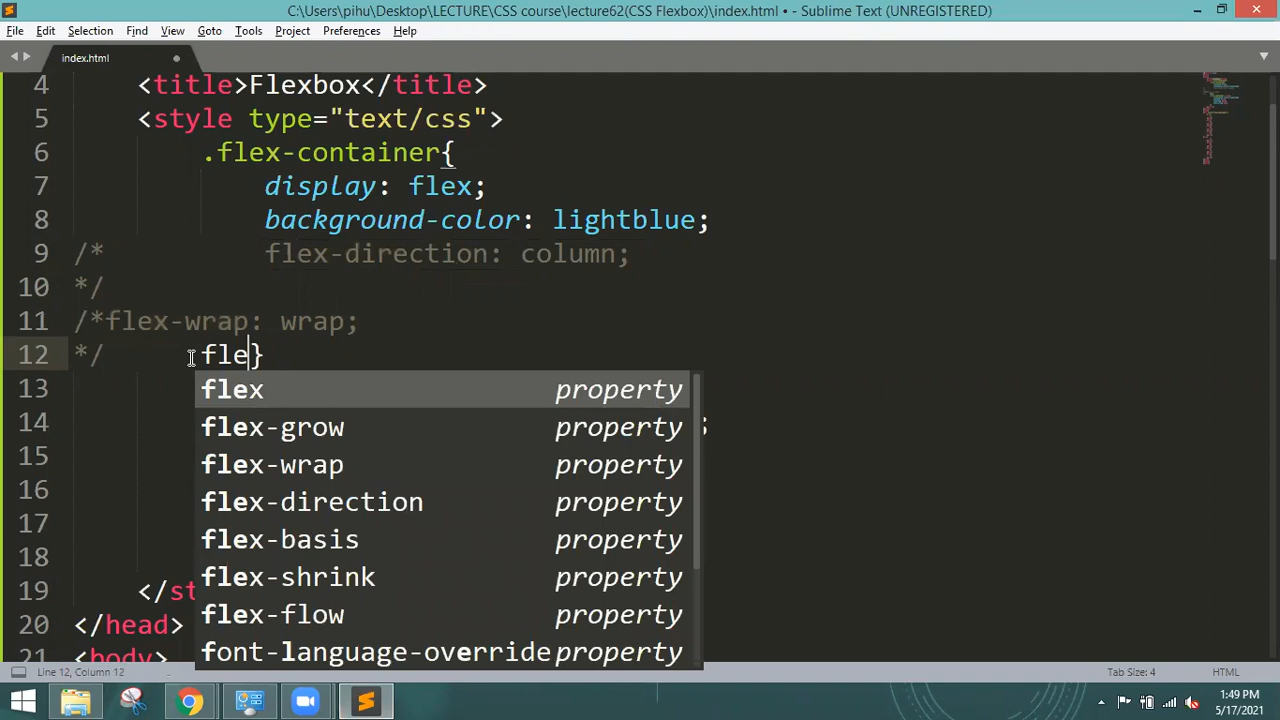 C:\Users\pihu\Desktop\LECTURE\CSS course\lecture62(CSS Flexbox)\index.html • - Sublime Text (UNREGISTERED)
File Edit Selection Find View Goto Tools Project Preferences Help
index.html
4 <title>Flexbox</title>
5 <style type="text/css">
6 .flex-container{
7 display: flex;
8 background-color: lightblue;
9 /* flex-direction: column;
10 */
11 /*flex-wrap: wrap;
12 */ fle}
13 flex property
14 flex-grow property ;
15 flex-wrap property
16 flex-direction property
17 flex-basis property
18 flex-shrink property
19 </st flex-flow property
20 </head> font-language-override property
21 <body>
Line 12, Column 12 Tab Size: 4 HTML
1:49 PM
5/17/2021